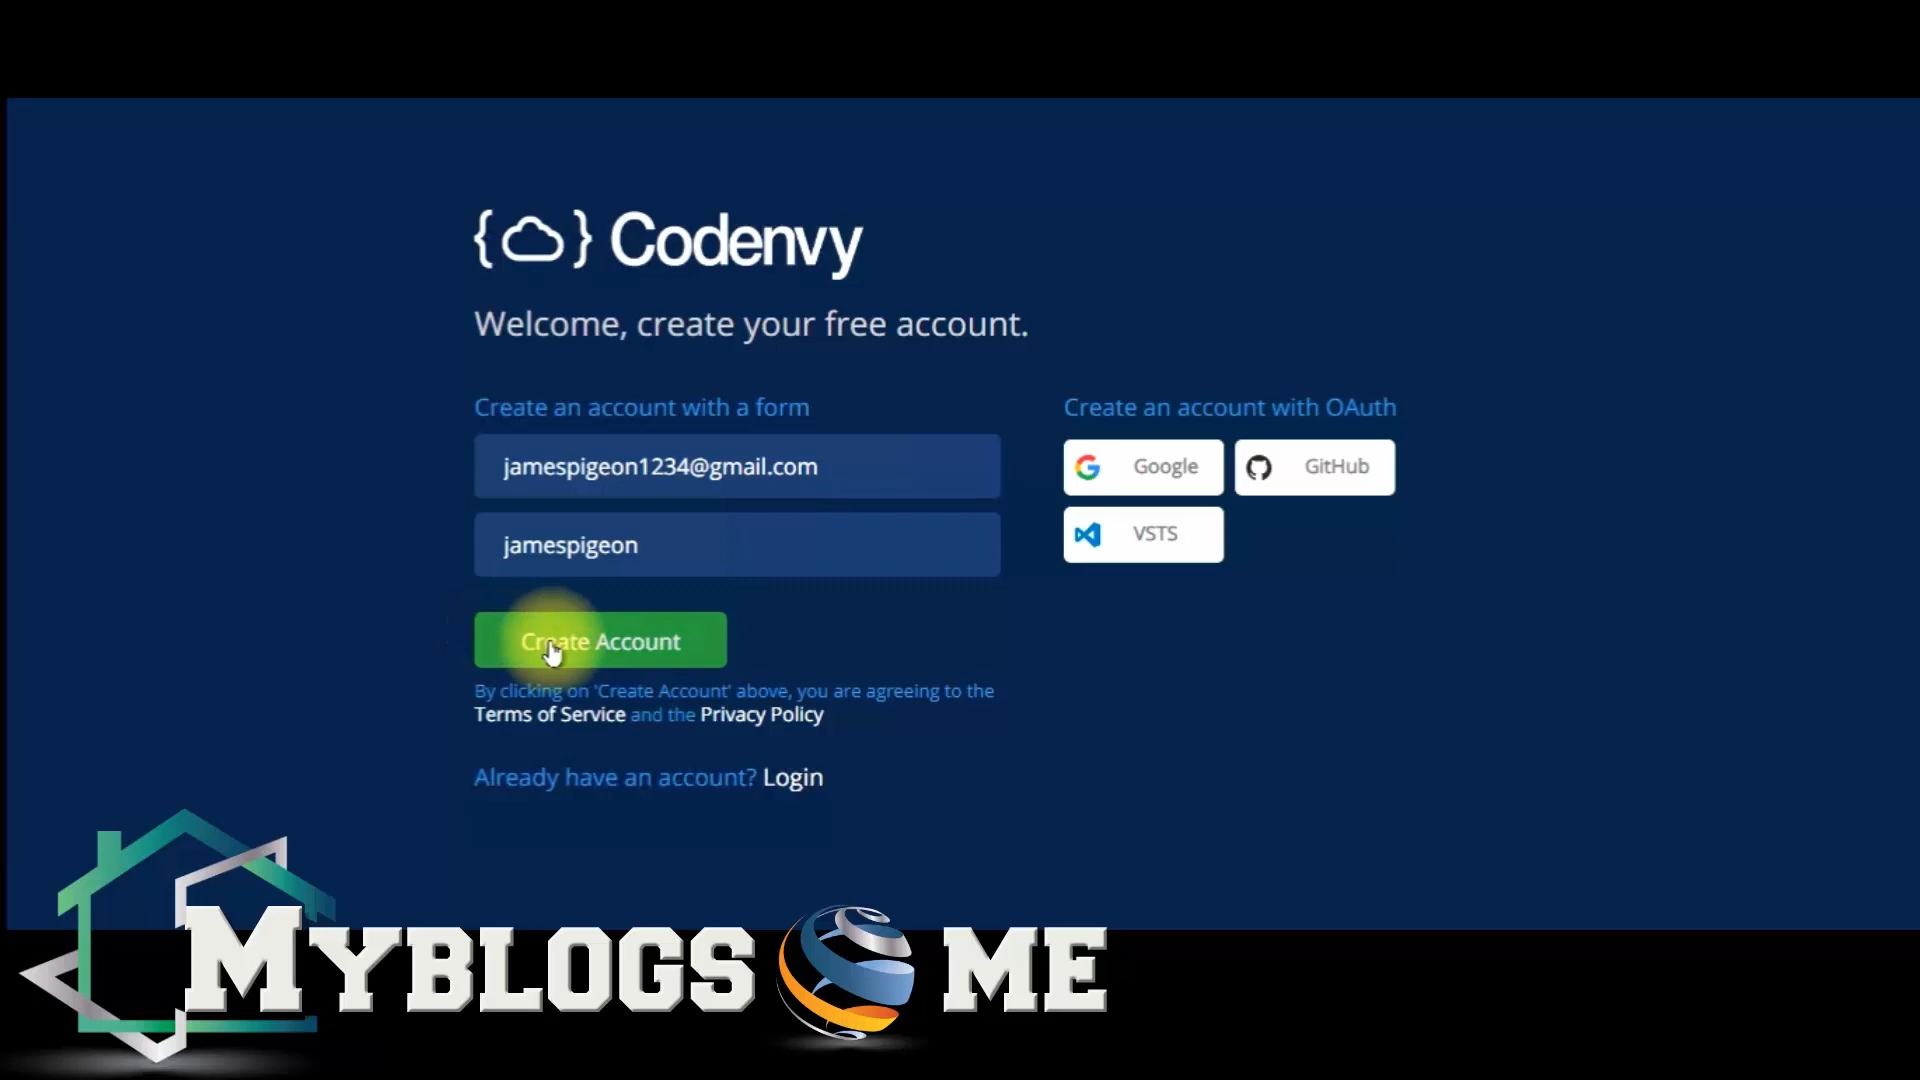 { } Codenvy
Welcome, create your free account.
Create an account with a form
jamespigeon1234@gmail.com
jamespigeon
Create Account
By clicking on 'Create Account' above, you are agreeing to the
Terms of Service and the Privacy Policy
Already have an account? Login
Create an account with OAuth
Google
GitHub
VSTS
MYBLOGS ME